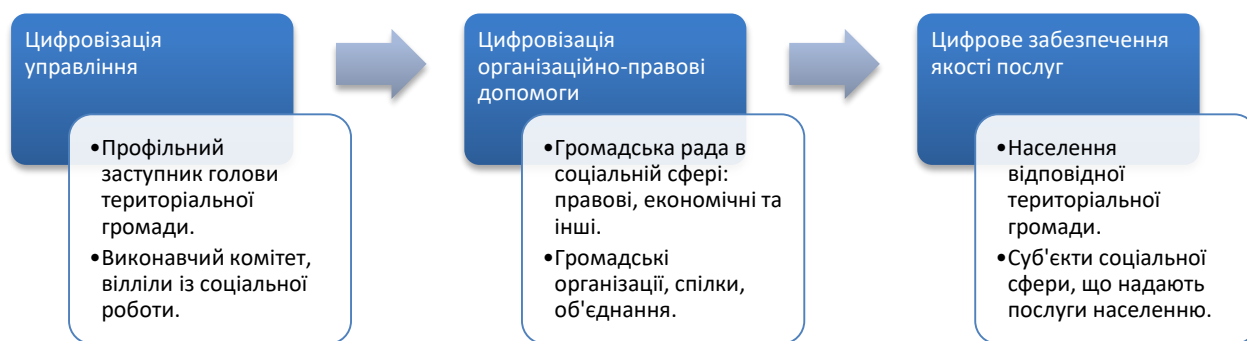 Цифровізація
управління
•Профільний
заступник голови
територіальної
громади.
•Виконавчий комітет,
вілліли із соціальної
роботи.
Цифровізація
організаційно-правові
допомоги
•Громадська рада в
соціальній сфері:
правові, економічні та
інші.
•Громадські
організації, спілки,
об'єднання.
Цифрове забезпечення
якості послуг
•Населення
відповідної
територіальної
громади.
•Суб'єкти соціальної
сфери, що надають
послуги населенню.